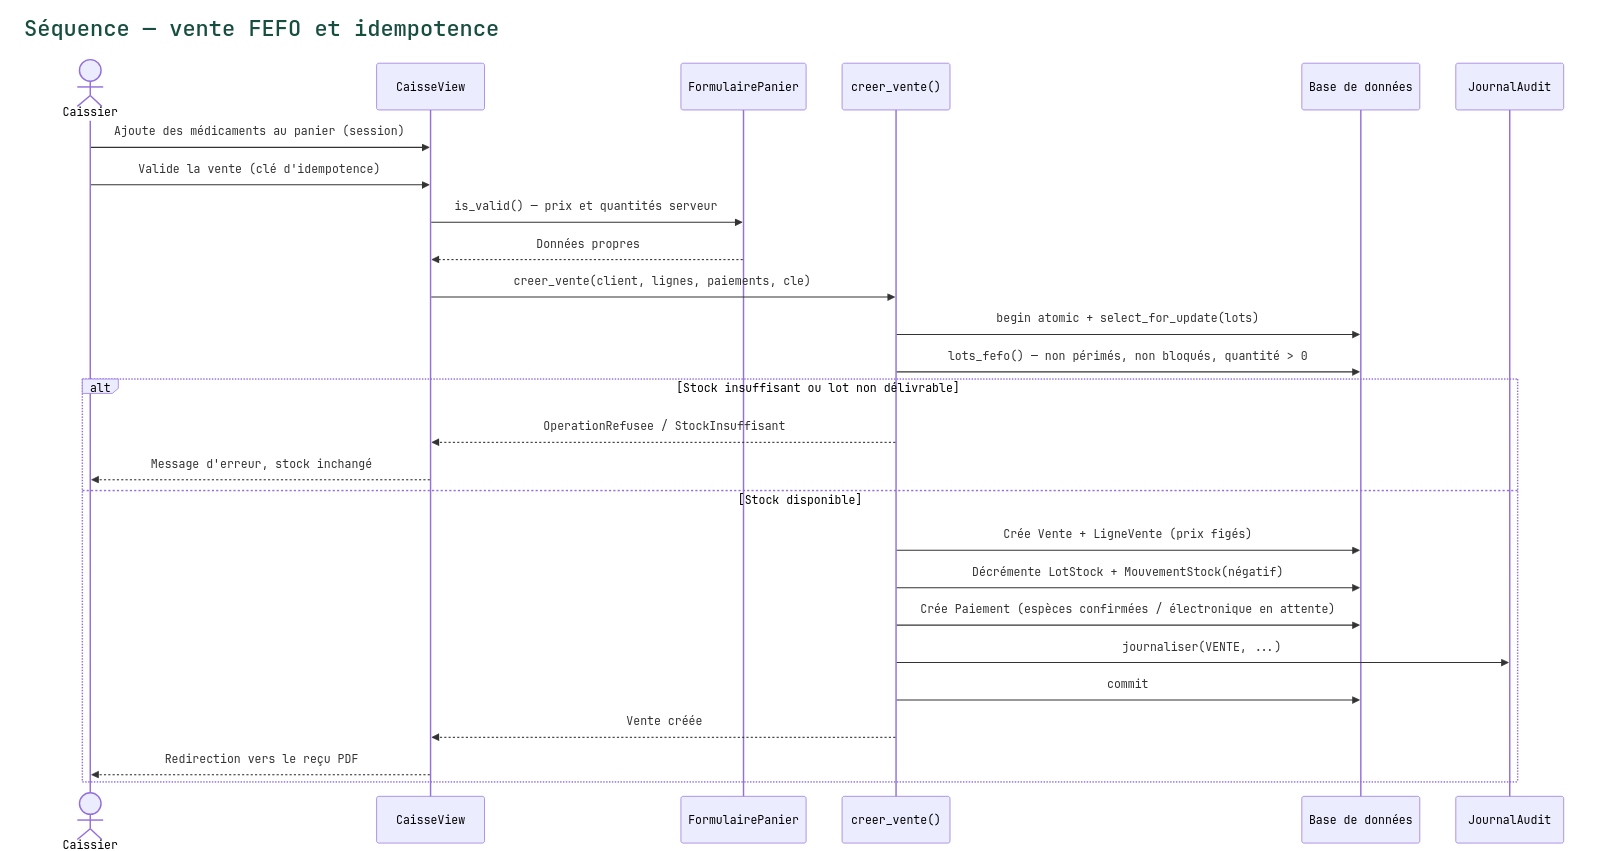 Séquence — vente FEFO et idempotence
Caissier
CaisseView
FormulairePanier
creer_vente()
Base de données
JournalAudit
Ajoute des médicaments au panier (session)
Valide la vente (clé d'idempotence)
is_valid() — prix et quantités serveur
Données propres
creer_vente(client, lignes, paiements, cle)
begin atomic + select_for_update(lots)
lots_fefo() — non périmés, non bloqués, quantité > 0
alt
[Stock insuffisant ou lot non délivrable]
OperationRefusee / StockInsuffisant
Message d'erreur, stock inchangé
[Stock disponible]
Crée Vente + LigneVente (prix figés)
Décrémente LotStock + MouvementStock(négatif)
Crée Paiement (espèces confirmées / électronique en attente)
journaliser(VENTE, ...)
commit
Vente créée
Redirection vers le reçu PDF
Caissier
CaisseView
FormulairePanier
creer_vente()
Base de données
JournalAudit